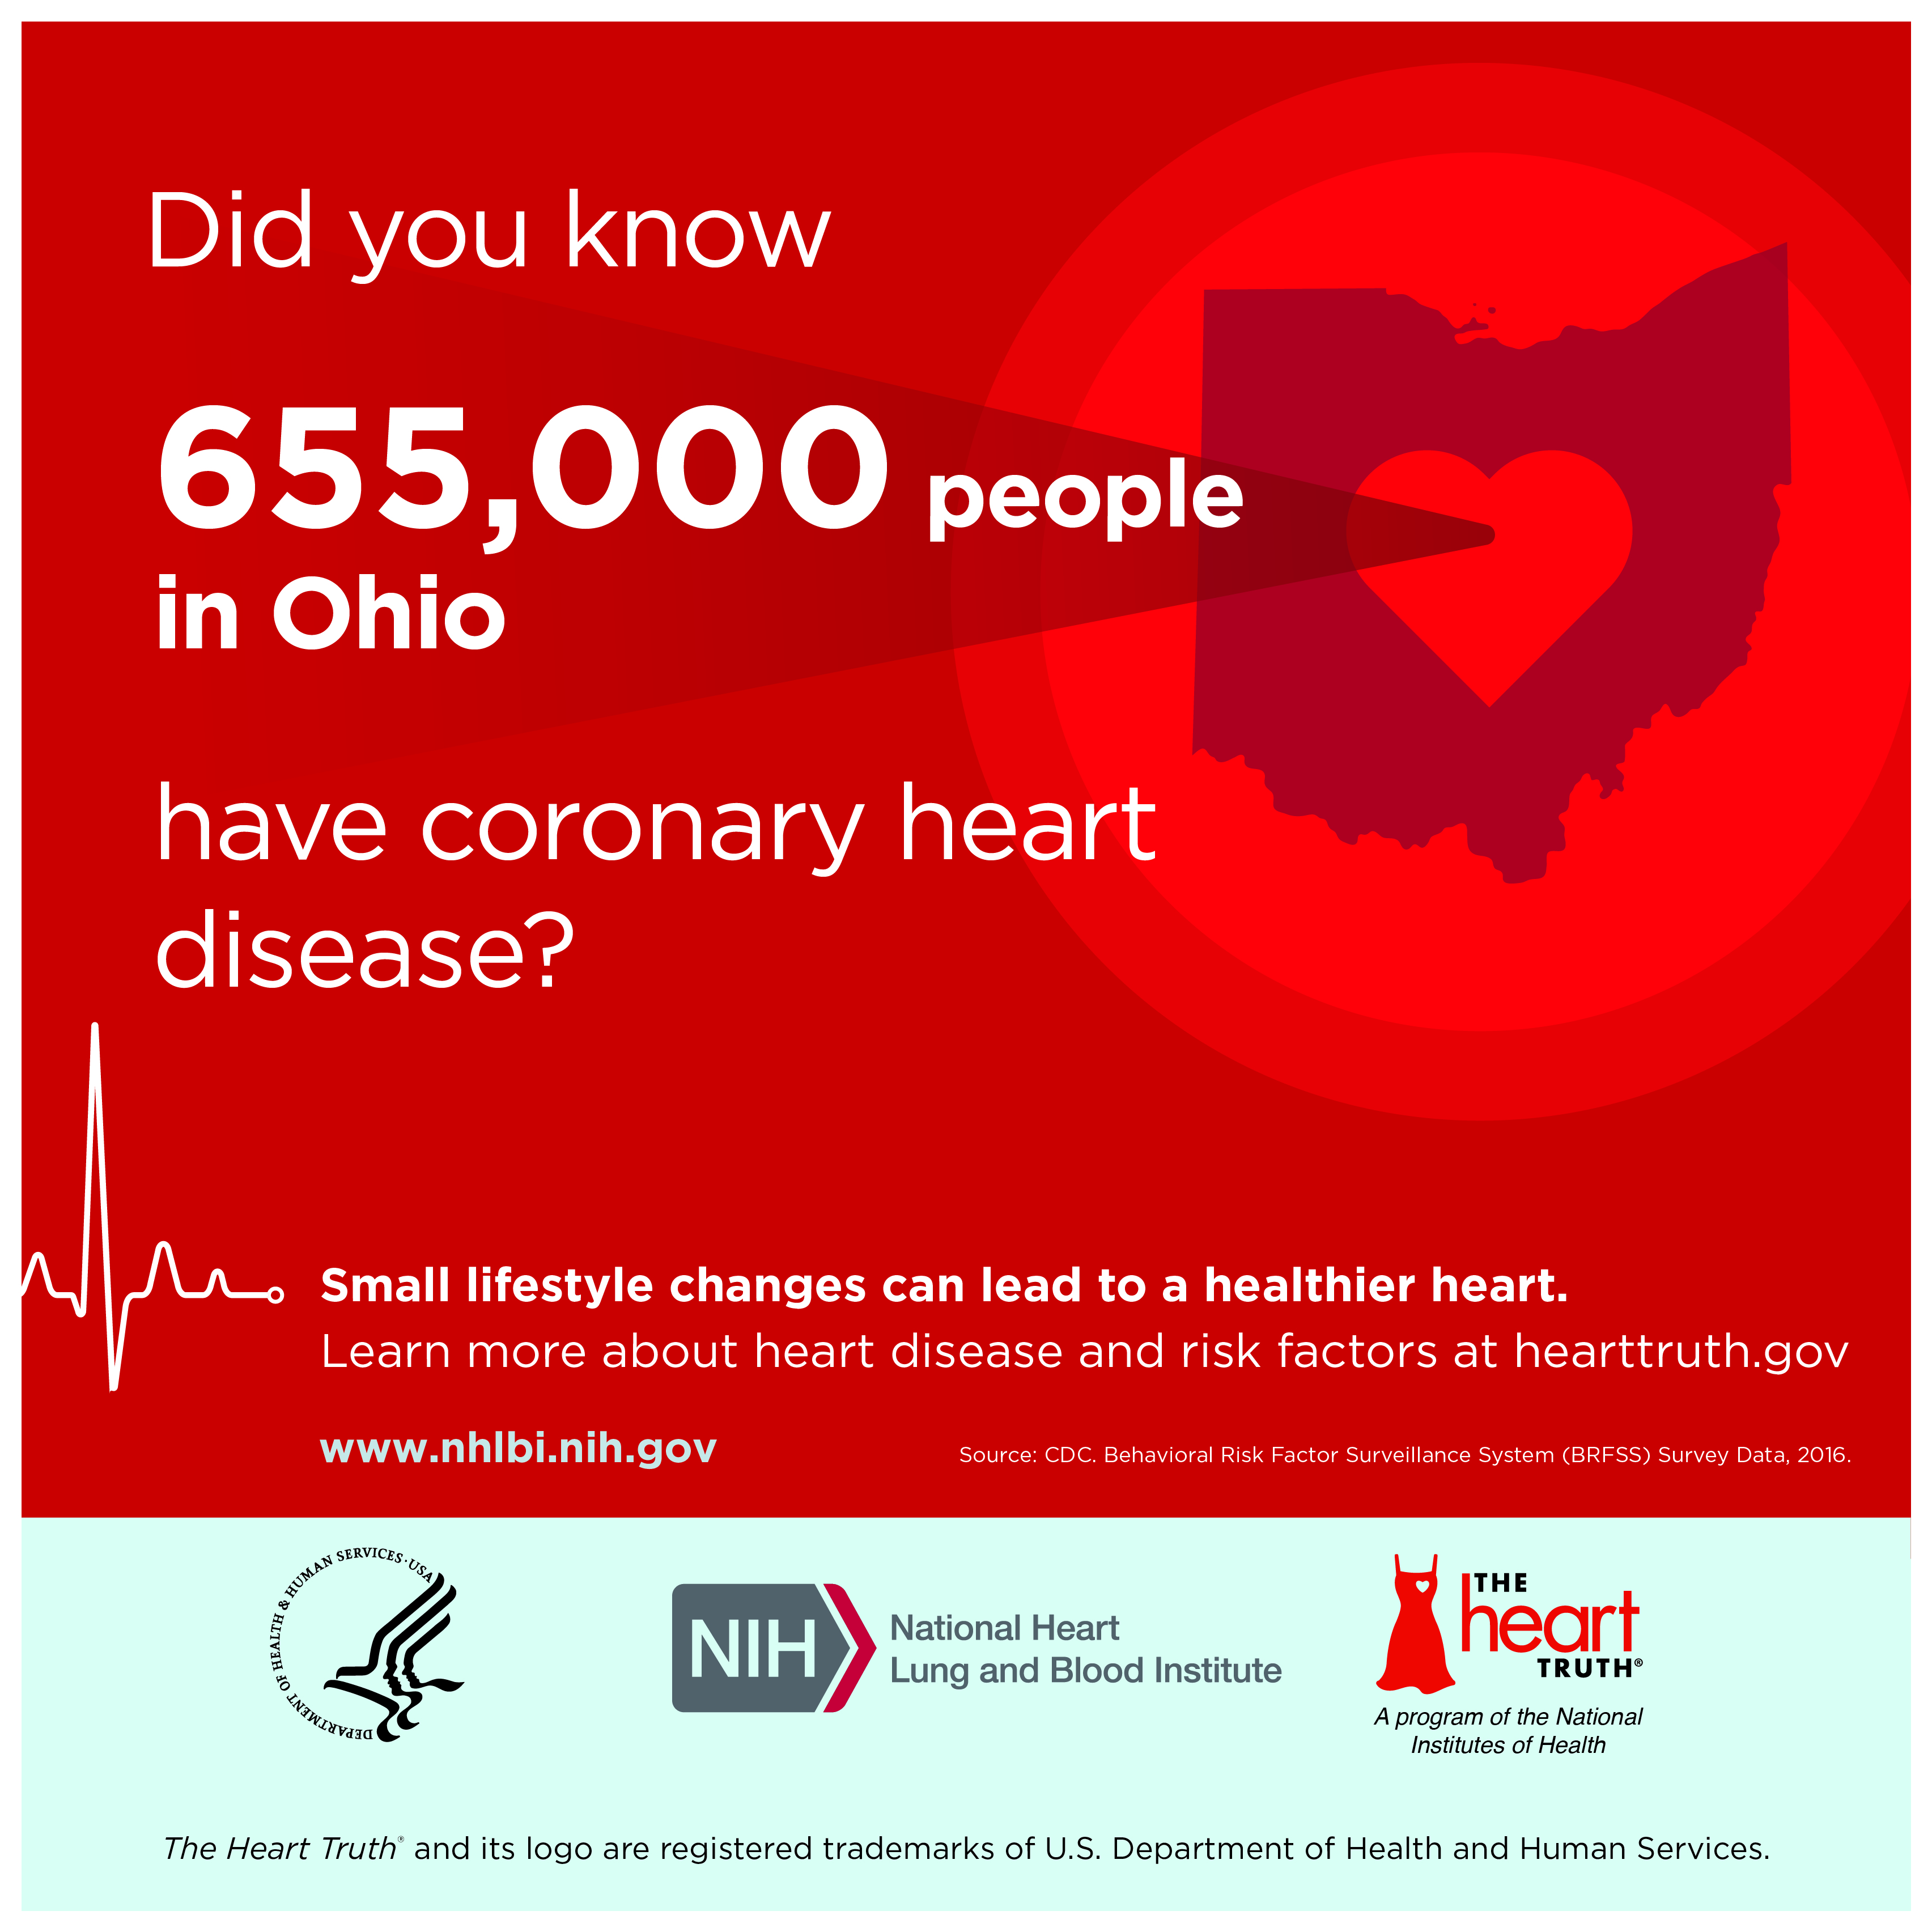 Did you know
655,000 people
in Ohio
have coronary heart
disease?
Small lifestyle changes can lead to a healthier heart.
Learn more about heart disease and risk factors at hearttruth.gov
www.nhlbi.nih.gov
Source: CDC. Behavioral Risk Factor Surveillance System (BRFSS) Survey Data, 2016.
DEPARTMENT OF HEALTH & HUMAN SERVICES · USA
NIH
National Heart
Lung and Blood Institute
THE
heart
TRUTH®
A program of the National
Institutes of Health
The Heart Truth® and its logo are registered trademarks of U.S. Department of Health and Human Services.